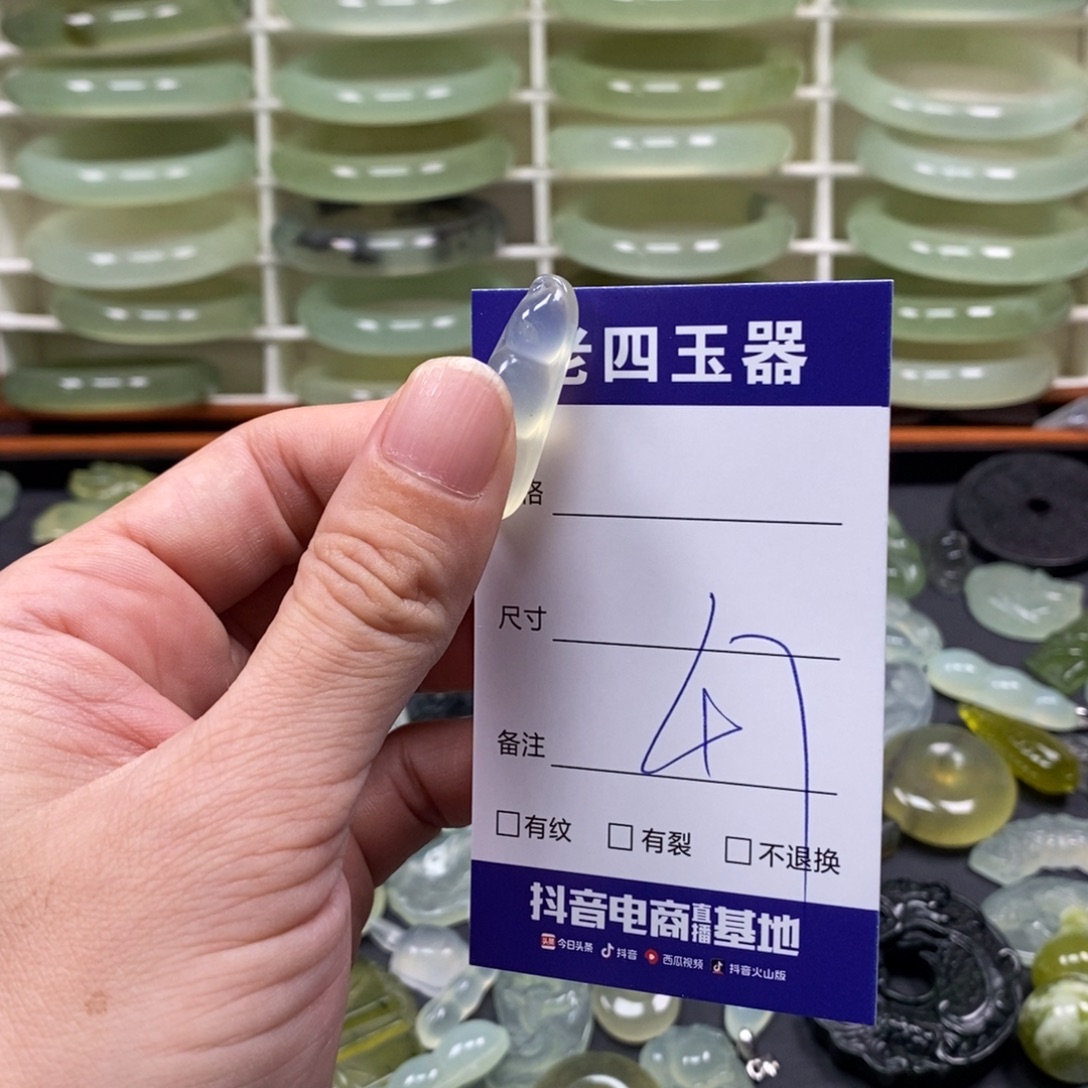 四玉器
格
尺寸
备注
□有纹 □有裂 □不退换
抖音电商直播基地
头条 今日头条 抖音 西瓜视频 抖音火山版